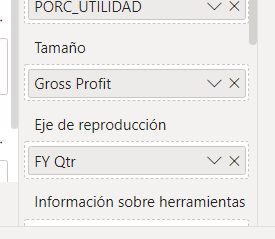 PORC_UTILIDAD
Tamaño
Gross Profit
Eje de reproducción
FY Qtr
Información sobre herramientas